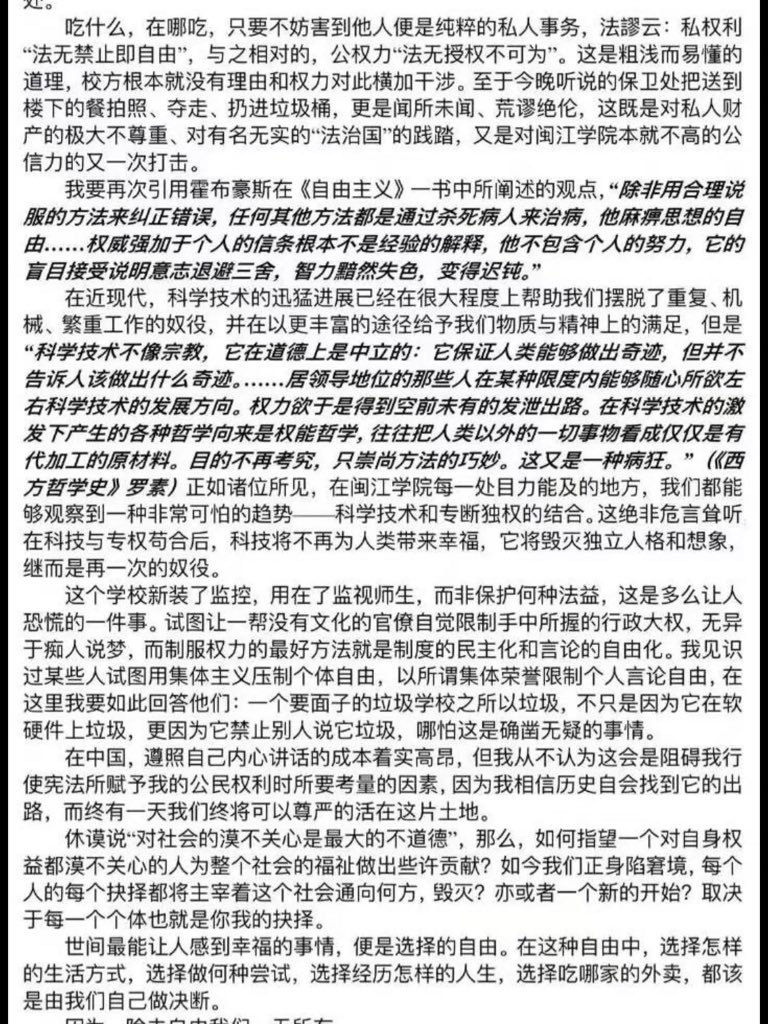 处。
吃什么，在哪吃，只要不妨害到他人便是纯粹的私人事务，法諺云：私权利
“法无禁止即自由”，与之相对的，公权力“法无授权不可为”。这是粗浅而易懂的
道理，校方根本就没有理由和权力对此横加干涉。至于今晚听说的保卫处把送到
楼下的餐拍照、夺走、扔进垃圾桶，更是闻所未闻、荒谬绝伦，这既是对私人财
产的极大不尊重、对有名无实的“法治国”的践踏，又是对闽江学院本就不高的公
信力的又一次打击。
我要再次引用霍布豪斯在《自由主义》一书中所阐述的观点，“除非用合理说
服的方法来纠正错误，任何其他方法都是通过杀死病人来治病，他麻痹思想的自
由……权威强加于个人的信条根本不是经验的解释，他不包含个人的努力，它的
盲目接受说明意志退避三舍，智力黯然失色，变得迟钝。”
在近现代，科学技术的迅猛进展已经在很大程度上帮助我们摆脱了重复、机
械、繁重工作的奴役，并在以更丰富的途径给予我们物质与精神上的满足，但是
“科学技术不像宗教，它在道德上是中立的：它保证人类能够做出奇迹，但并不
告诉人该做出什么奇迹。……居领导地位的那些人在某种限度内能够随心所欲左
右科学技术的发展方向。权力欲于是得到空前未有的发泄出路。在科学技术的激
发下产生的各种哲学向来是权能哲学，往往把人类以外的一切事物看成仅仅是有
代加工的原材料。目的不再考究，只崇尚方法的巧妙。这又是一种病狂。”（《西
方哲学史》罗素）正如诸位所见，在闽江学院每一处目力能及的地方，我们都能
够观察到一种非常可怕的趋势——科学技术和专断独权的结合。这绝非危言耸听，
在科技与专权苟合后，科技将不再为人类带来幸福，它将毁灭独立人格和想象，
继而是再一次的奴役。
这个学校新装了监控，用在了监视师生，而非保护何种法益，这是多么让人
恐慌的一件事。试图让一帮没有文化的官僚自觉限制手中所握的行政大权，无异
于痴人说梦，而制服权力的最好方法就是制度的民主化和言论的自由化。我见识
过某些人试图用集体主义压制个体自由，以所谓集体荣誉限制个人言论自由，在
这里我要如此回答他们：一个要面子的垃圾学校之所以垃圾，不只是因为它在软
硬件上垃圾，更因为它禁止别人说它垃圾，哪怕这是确凿无疑的事情。
在中国，遵照自己内心讲话的成本着实高昂，但我从不认为这会是阻碍我行
使宪法所赋予我的公民权利时所要考量的因素，因为我相信历史自会找到它的出
路，而终有一天我们终将可以尊严的活在这片土地。
休谟说“对社会的漠不关心是最大的不道德”，那么，如何指望一个对自身权
益都漠不关心的人为整个社会的福祉做出些许贡献？如今我们正身陷窘境，每个
人的每个抉择都将主宰着这个社会通向何方，毁灭？亦或者一个新的开始？取决
于每一个个体也就是你我的抉择。
世间最能让人感到幸福的事情，便是选择的自由。在这种自由中，选择怎样
的生活方式，选择做何种尝试，选择经历怎样的人生，选择吃哪家的外卖，都该
是由我们自己做决断。